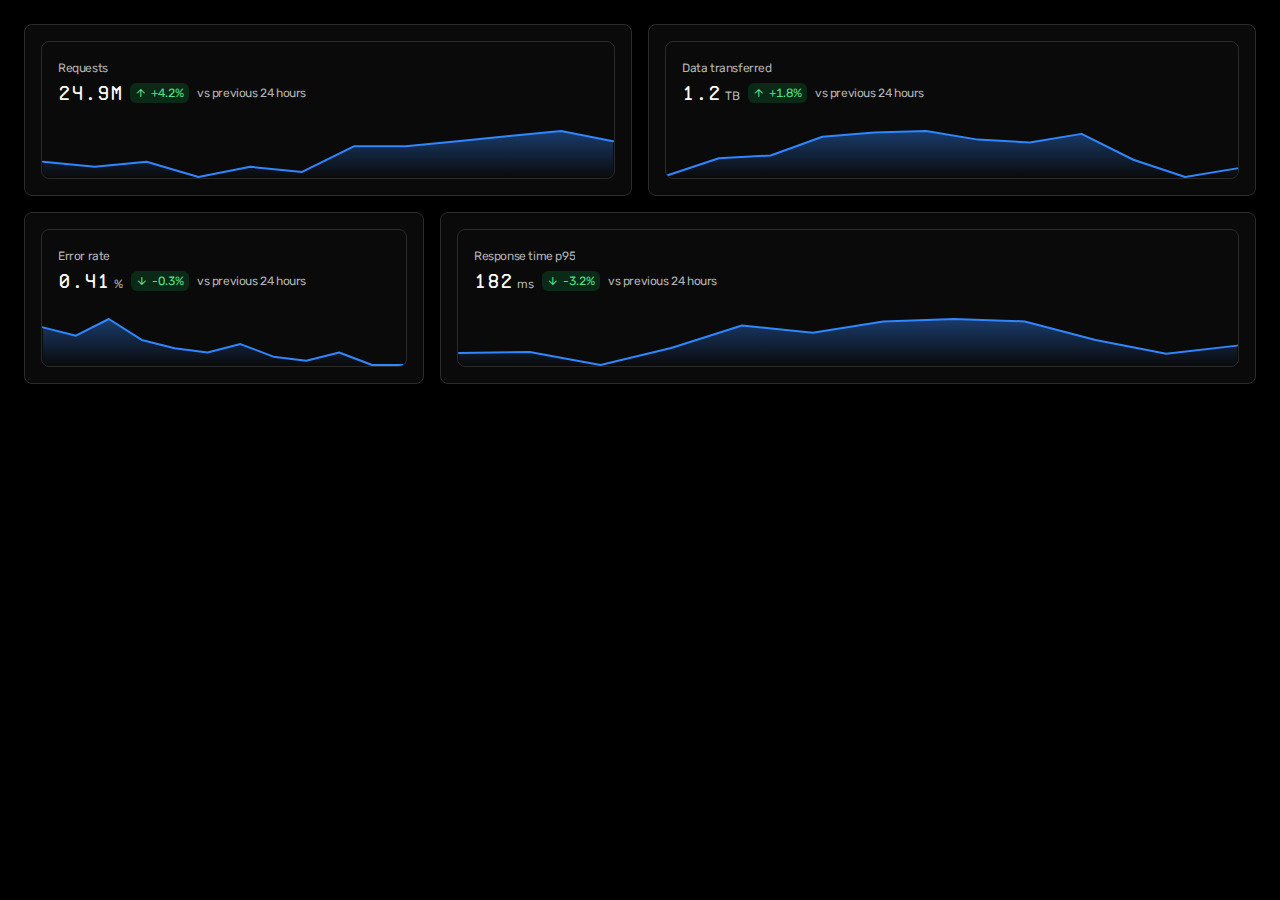 Requests
24.9M ↑ +4.2% vs previous 24 hours
Data transferred
1.2 TB ↑ +1.8% vs previous 24 hours
Error rate
0.41 % ↓ -0.3% vs previous 24 hours
Response time p95
182 ms ↓ -3.2% vs previous 24 hours